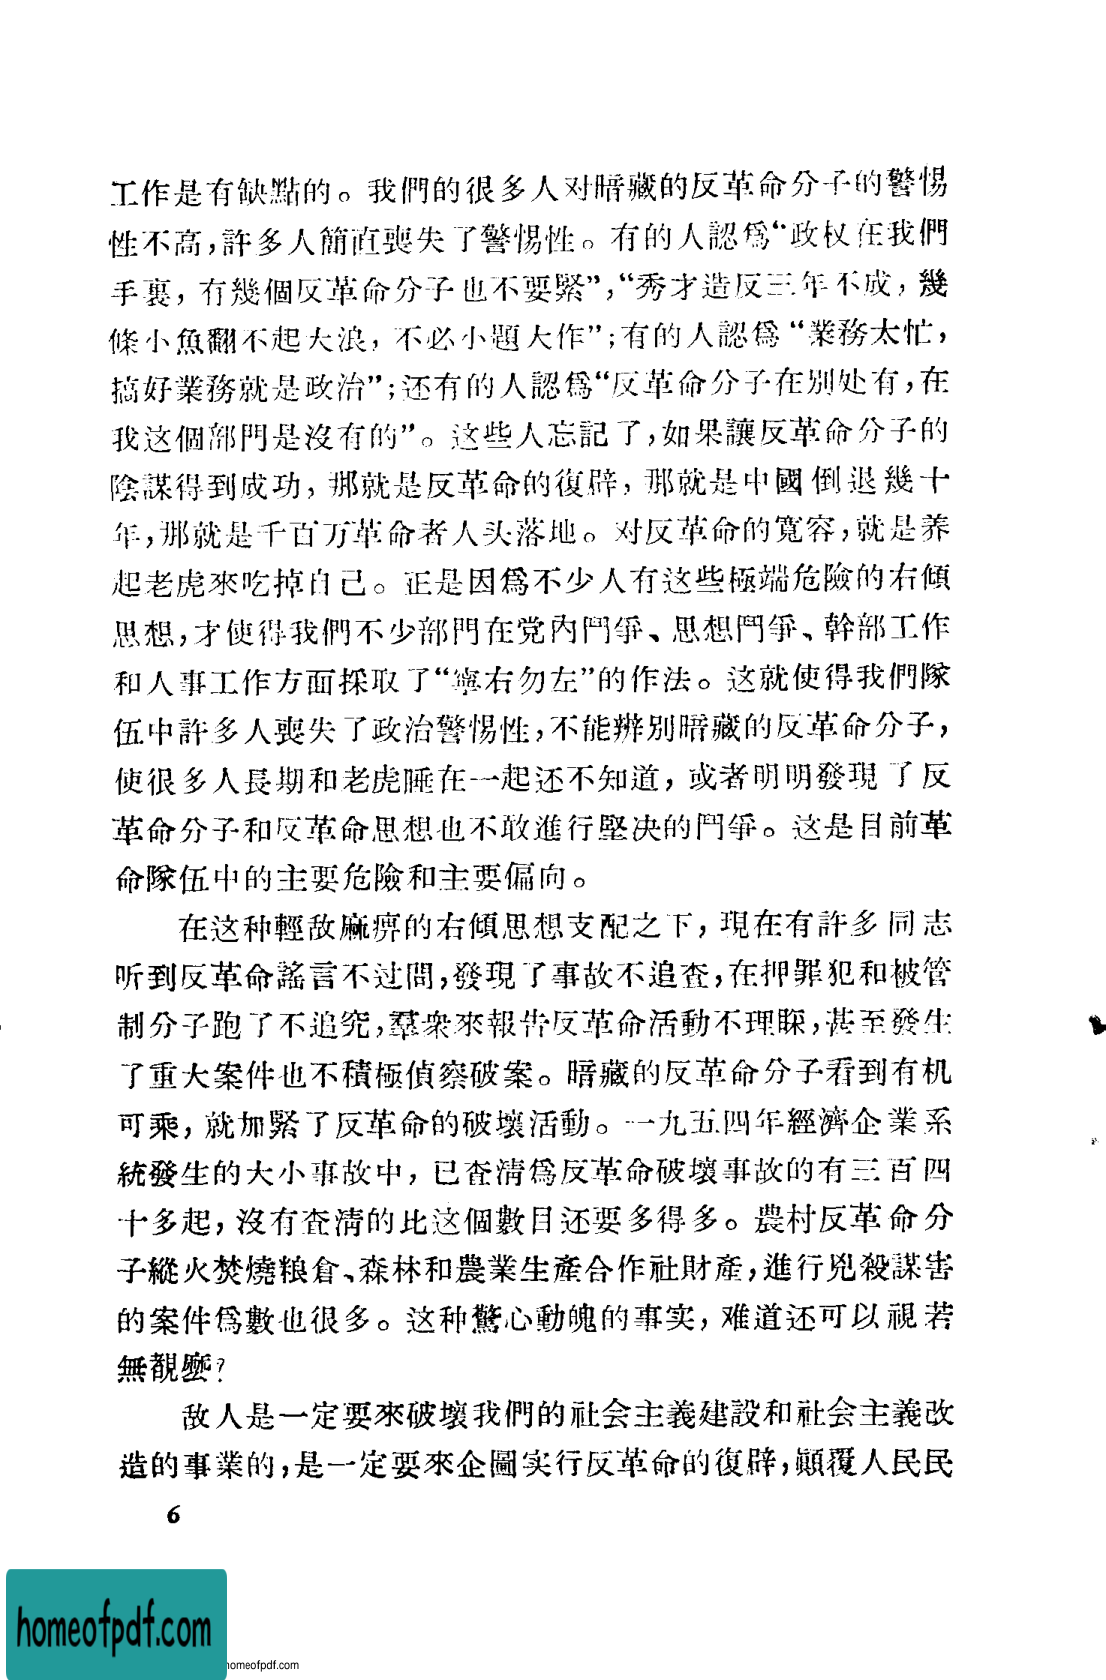 工作是有缺點的。我們的很多人对暗藏的反革命分子的警惕
性不高，許多人簡直喪失了警惕性。有的人認爲“政权在我們
手裏，有幾個反革命分子也不要緊”，“秀才造反三年不成，幾
條小魚翻不起大浪，不必小題大作”；有的人認爲“業務太忙，
搞好業務就是政治”；还有的人認爲“反革命分子在別处有，在
我这個部門是沒有的”。这些人忘記了，如果讓反革命分子的
陰謀得到成功，那就是反革命的復辟，那就是中國倒退幾十
年，那就是千百万革命者人头落地。对反革命的寬容，就是养
起老虎來吃掉自己。正是因爲不少人有这些極端危險的右傾
思想，才使得我們不少部門在党內鬥爭、思想鬥爭、幹部工作
和人事工作方面採取了“寧右勿左”的作法。这就使得我們隊
伍中許多人喪失了政治警惕性，不能辨別暗藏的反革命分子，
使很多人長期和老虎睡在一起还不知道，或者明明發現了反
革命分子和反革命思想也不敢進行堅决的鬥爭。这是目前革
命隊伍中的主要危險和主要偏向。
在这种輕敌麻痹的右傾思想支配之下，現在有許多同志
听到反革命謠言不过問，發現了事故不追査，在押罪犯和被管
制分子跑了不追究，羣衆來報告反革命活動不理睬，甚至發生
了重大案件也不積極偵察破案。暗藏的反革命分子看到有机
可乘，就加緊了反革命的破壞活動。一九五四年經濟企業系
統發生的大小事故中，已査清爲反革命破壞事故的有三百四
十多起，沒有査清的比这個數目还要多得多。農村反革命分
子縱火焚燒粮倉、森林和農業生產合作社財產，進行兇殺謀害
的案件爲數也很多。这种驚心動魄的事实，难道还可以視若
無覩麽？
敌人是一定要來破壞我們的社会主義建設和社会主義改
造的事業的，是一定要來企圖实行反革命的復辟，顚覆人民民
6
homeofpdf.com
homeofpdf.com